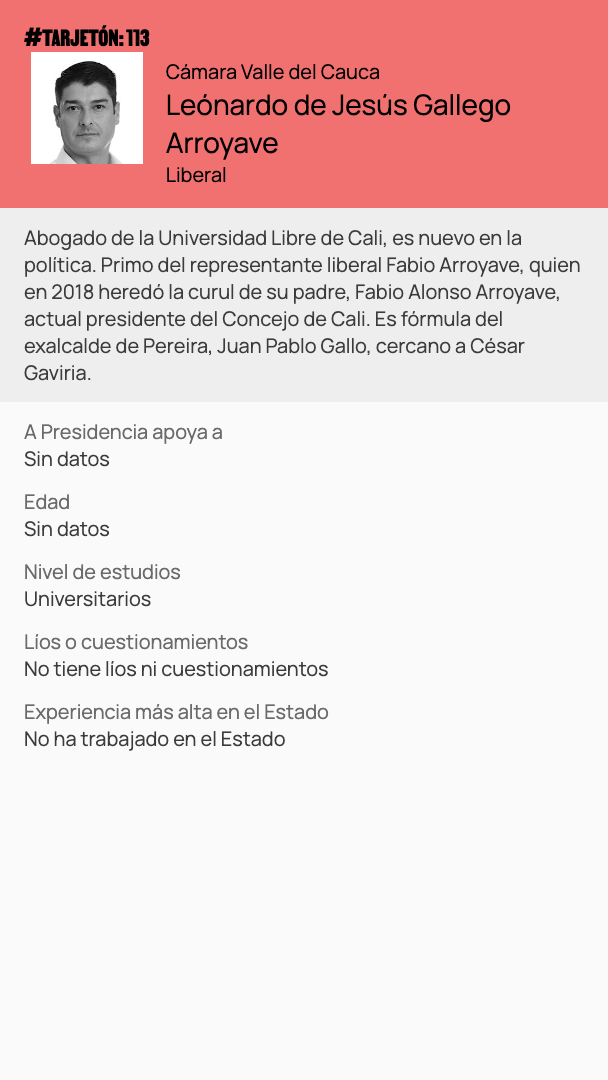 #TARJETÓN: 113
Cámara Valle del Cauca
Leónardo de Jesús Gallego
Arroyave
Liberal
Abogado de la Universidad Libre de Cali, es nuevo en la
política. Primo del representante liberal Fabio Arroyave, quien
en 2018 heredó la curul de su padre, Fabio Alonso Arroyave,
actual presidente del Concejo de Cali. Es fórmula del
exalcalde de Pereira, Juan Pablo Gallo, cercano a César
Gaviria.
A Presidencia apoya a
Sin datos
Edad
Sin datos
Nivel de estudios
Universitarios
Líos o cuestionamientos
No tiene líos ni cuestionamientos
Experiencia más alta en el Estado
No ha trabajado en el Estado